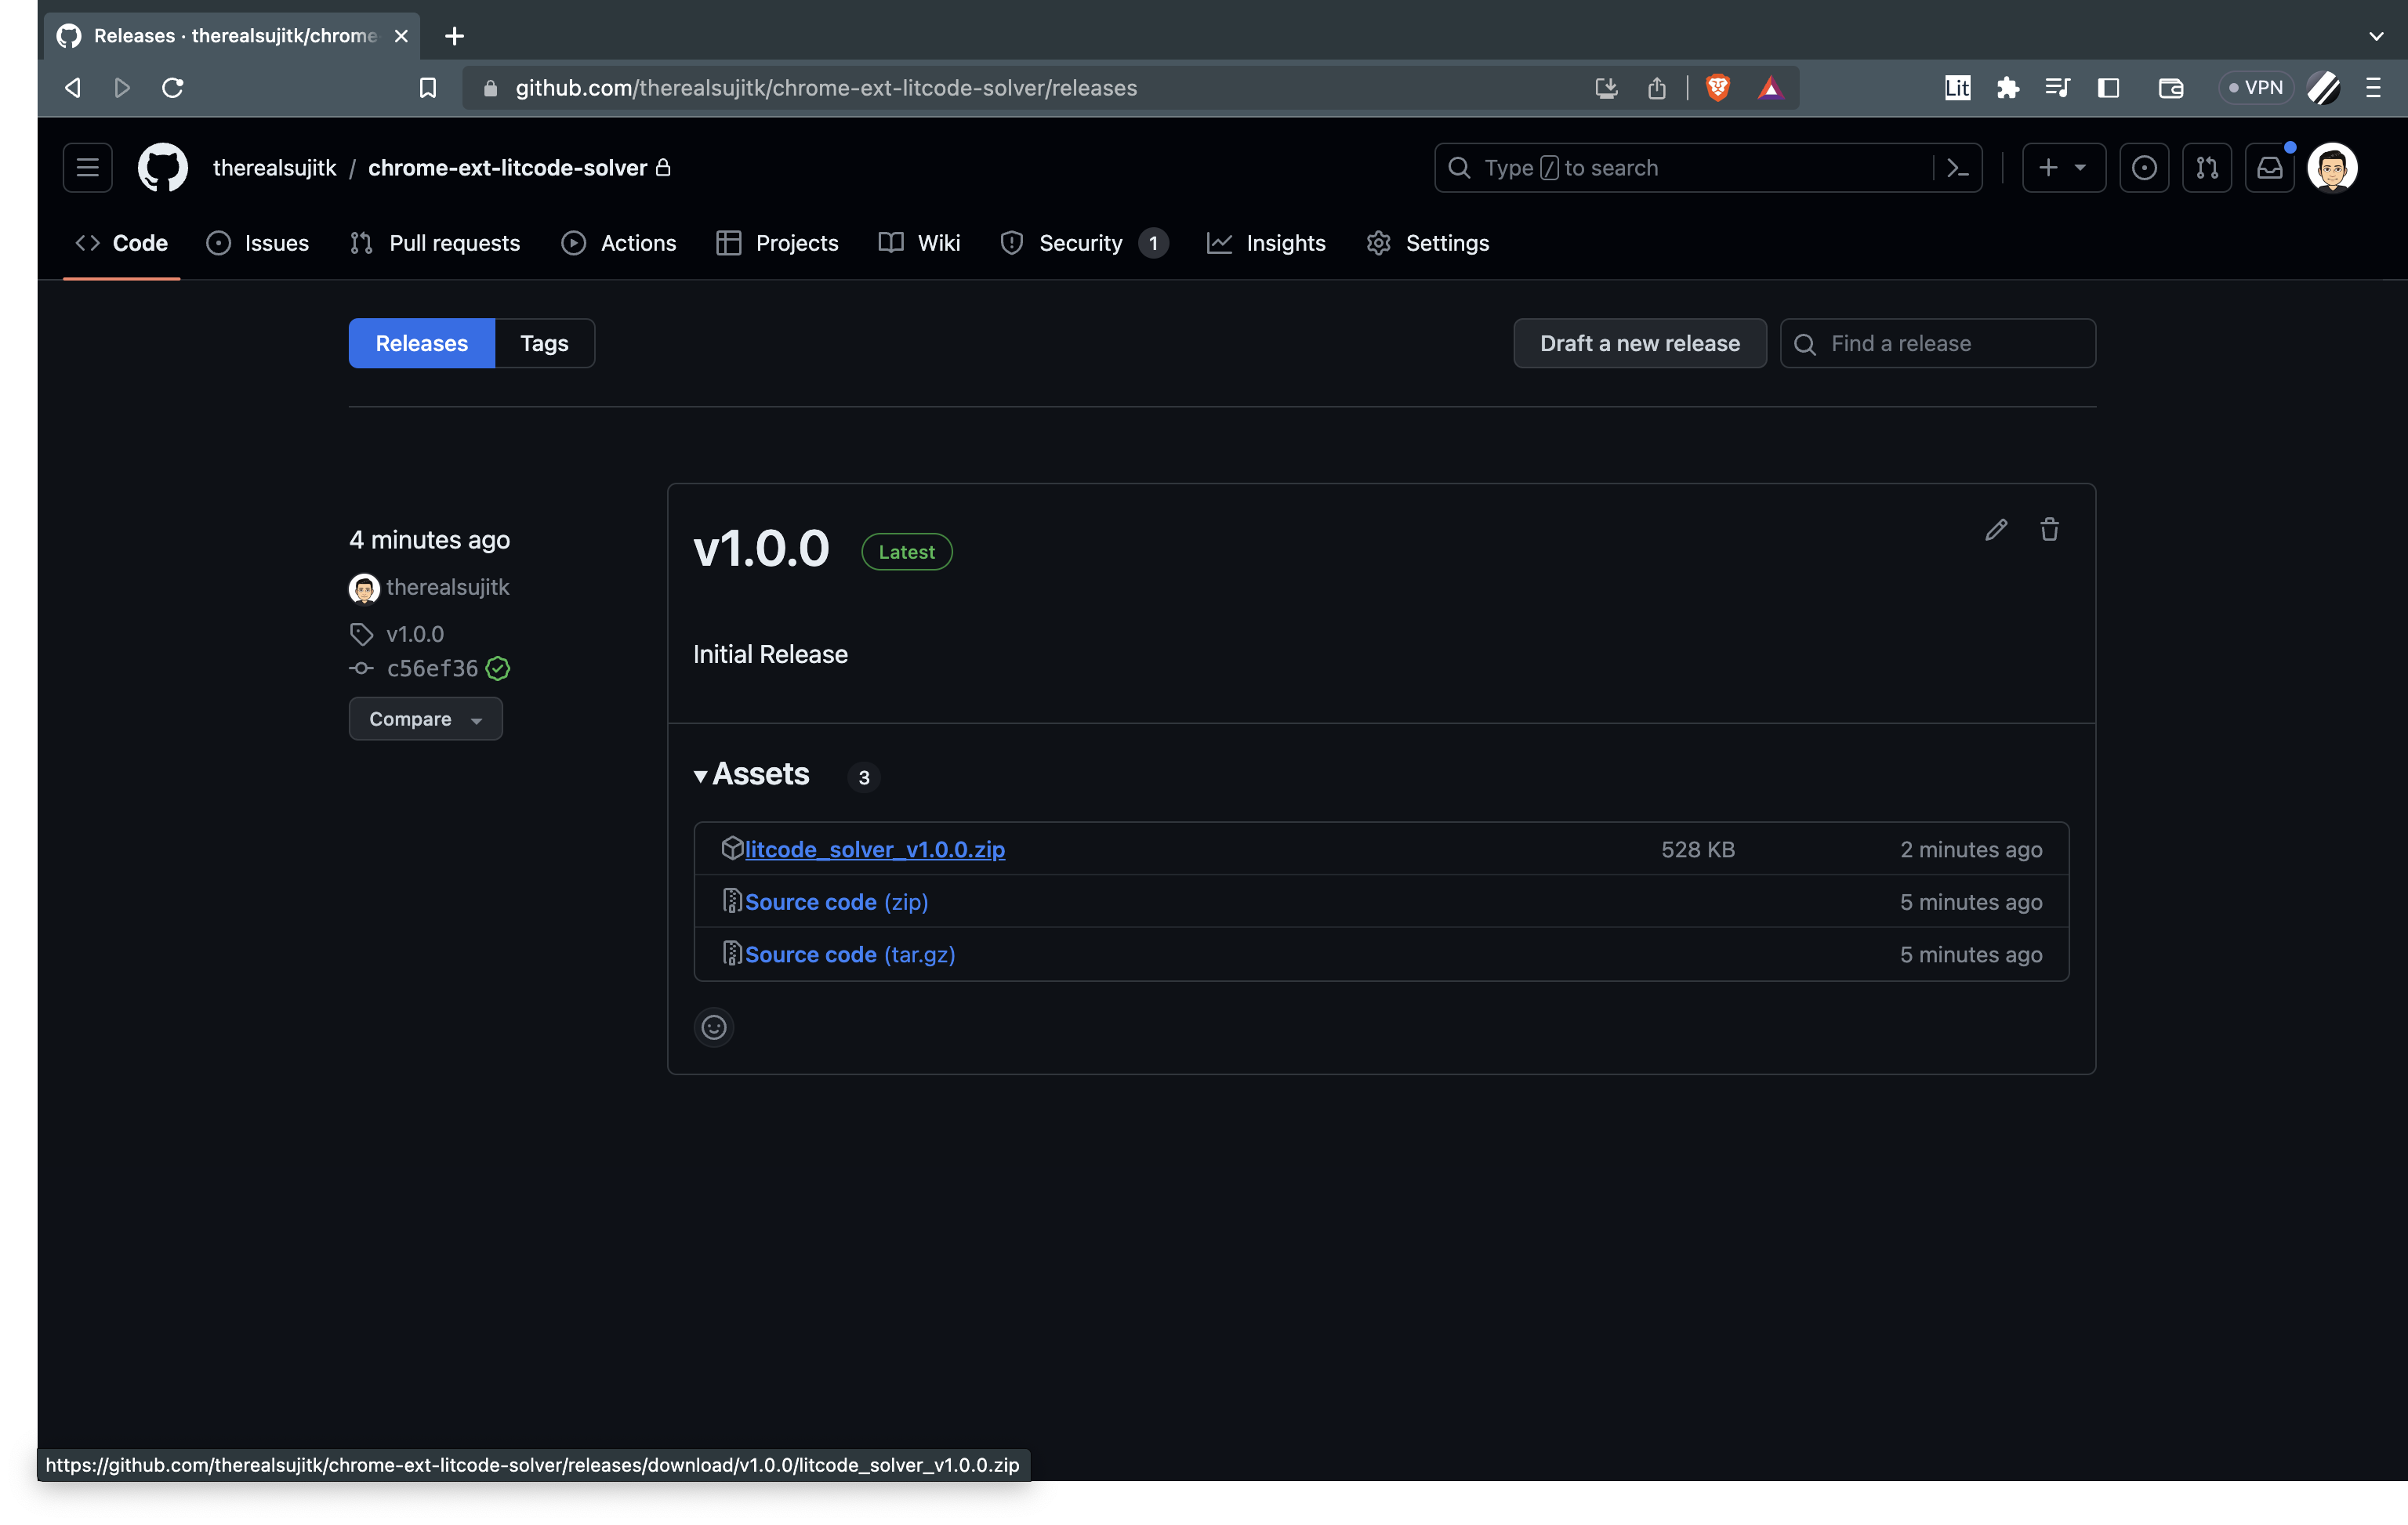 Releases · therealsujitk/chrome-
github.com/therealsujitk/chrome-ext-litcode-solver/releases
Lit
VPN
therealsujitk / chrome-ext-litcode-solver
Type / to search
Code
Issues
Pull requests
Actions
Projects
Wiki
Security 1
Insights
Settings
Releases
Tags
Draft a new release
Find a release
4 minutes ago
therealsujitk
v1.0.0
c56ef36
Compare
v1.0.0
Latest
Initial Release
Assets 3
litcode_solver_v1.0.0.zip 528 KB 2 minutes ago
Source code (zip) 5 minutes ago
Source code (tar.gz) 5 minutes ago
https://github.com/therealsujitk/chrome-ext-litcode-solver/releases/download/v1.0.0/litcode_solver_v1.0.0.zip